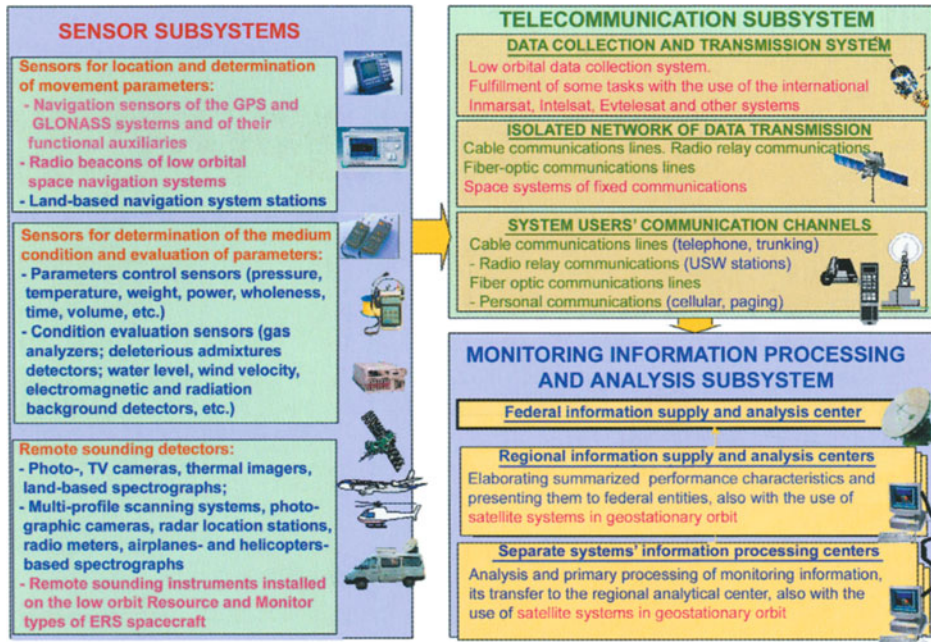 SENSOR SUBSYSTEMS
Sensors for location and determination
of movement parameters:
- Navigation sensors of the GPS and
GLONASS systems and of their
functional auxiliaries
- Radio beacons of low orbital
space navigation systems
- Land-based navigation system stations
Sensors for determination of the medium
condition and evaluation of parameters:
- Parameters control sensors (pressure,
temperature, weight, power, wholeness,
time, volume, etc.)
- Condition evaluation sensors (gas
analyzers; deleterious admixtures
detectors; water level, wind velocity,
electromagnetic and radiation
background detectors, etc.)
Remote sounding detectors:
- Photo-, TV cameras, thermal imagers,
land-based spectrographs;
- Multi-profile scanning systems, photo-
graphic cameras, radar location stations,
radio meters, airplanes- and helicopters-
based spectrographs
- Remote sounding instruments installed
on the low orbit Resource and Monitor
types of ERS spacecraft
TELECOMMUNICATION SUBSYSTEM
DATA COLLECTION AND TRANSMISSION SYSTEM
Low orbital data collection system.
Fulfillment of some tasks with the use of the international
Inmarsat, Intelsat, Evtelesat and other systems
ISOLATED NETWORK OF DATA TRANSMISSION
Cable communications lines. Radio relay communications
Fiber-optic communications lines
Space systems of fixed communications
SYSTEM USERS' COMMUNICATION CHANNELS
Cable communications lines (telephone, trunking)
- Radio relay communications (USW stations)
Fiber optic communications lines
- Personal communications (cellular, paging)
MONITORING INFORMATION PROCESSING
AND ANALYSIS SUBSYSTEM
Federal information supply and analysis center
Regional information supply and analysis centers
Elaborating summarized performance characteristics and
presenting them to federal entities, also with the use of
satellite systems in geostationary orbit
Separate systems' information processing centers
Analysis and primary processing of monitoring information,
its transfer to the regional analytical center, also with the
use of satellite systems in geostationary orbit